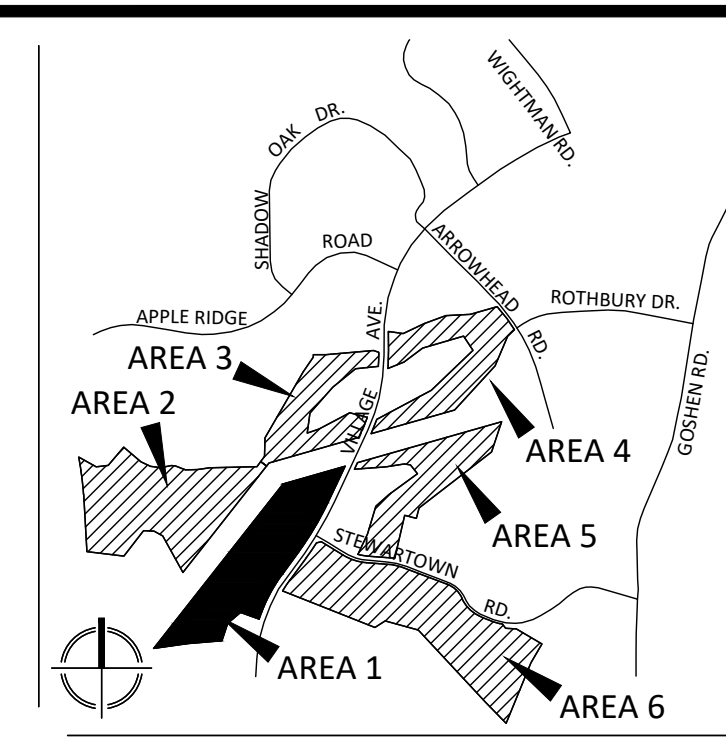 WIGHTMAN RD.
SHADOW OAK DR.
ARROWHEAD RD.
APPLE RIDGE ROAD
ROTHBURY DR.
VILLAGE AVE.
GOSHEN RD.
AREA 3
AREA 2
AREA 4
AREA 5
STEWARTOWN RD.
AREA 1
AREA 6